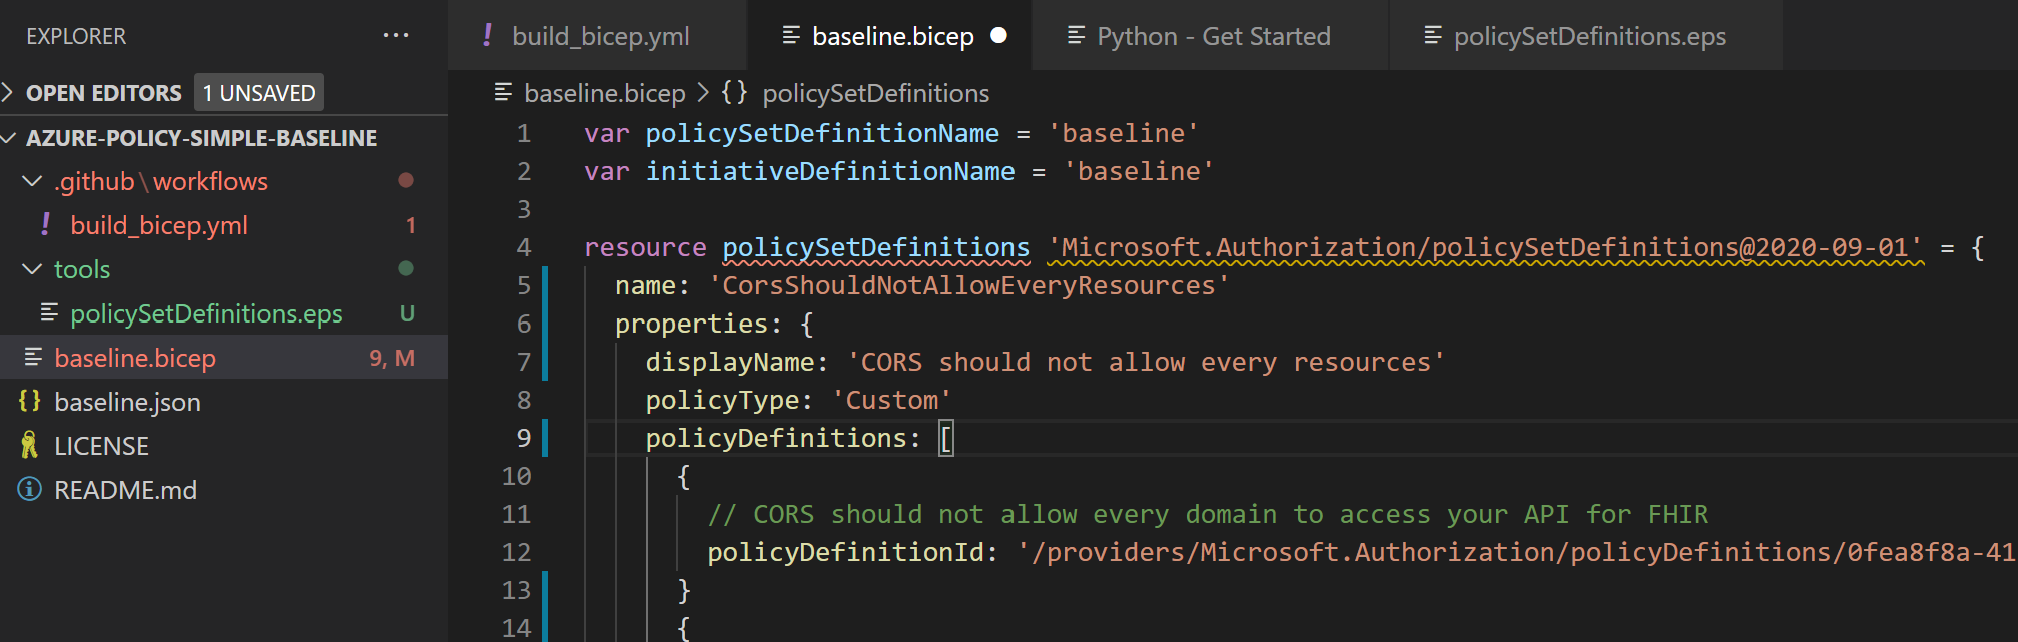 EXPLORER ...
OPEN EDITORS 1 UNSAVED
AZURE-POLICY-SIMPLE-BASELINE
.github\workflows
! build_bicep.yml 1
tools
policySetDefinitions.eps U
baseline.bicep 9, M
{} baseline.json
LICENSE
README.md
! build_bicep.yml baseline.bicep Python - Get Started policySetDefinitions.eps
baseline.bicep > {} policySetDefinitions
1 var policySetDefinitionName = 'baseline'
2 var initiativeDefinitionName = 'baseline'
3
4 resource policySetDefinitions 'Microsoft.Authorization/policySetDefinitions@2020-09-01' = {
5 name: 'CorsShouldNotAllowEveryResources'
6 properties: {
7 displayName: 'CORS should not allow every resources'
8 policyType: 'Custom'
9 policyDefinitions: [
10 {
11 // CORS should not allow every domain to access your API for FHIR
12 policyDefinitionId: '/providers/Microsoft.Authorization/policyDefinitions/0fea8f8a-41
13 }
14 {